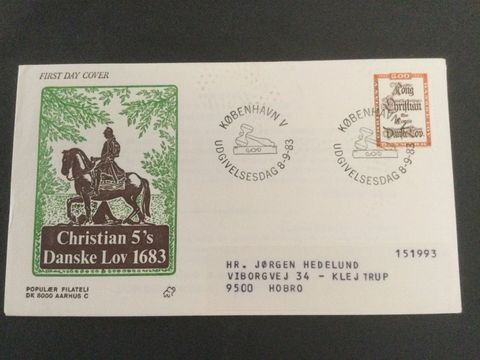 FIRST DAY COVER
Christian 5's
Danske Lov 1683
POPULÆR FILATELI
DK 8000 AARHUS C
KØBENHAVN V
UDGIVELSESDAG 8-9-83
KØBENHAVN V
UDGIVELSESDAG 8-9-83
500
Kong
Christian
Danske Lov.
151993
HR. JØRGEN HEDELUND
VIBORGVEJ 34 - KLEJTRUP
9500 HOBRO